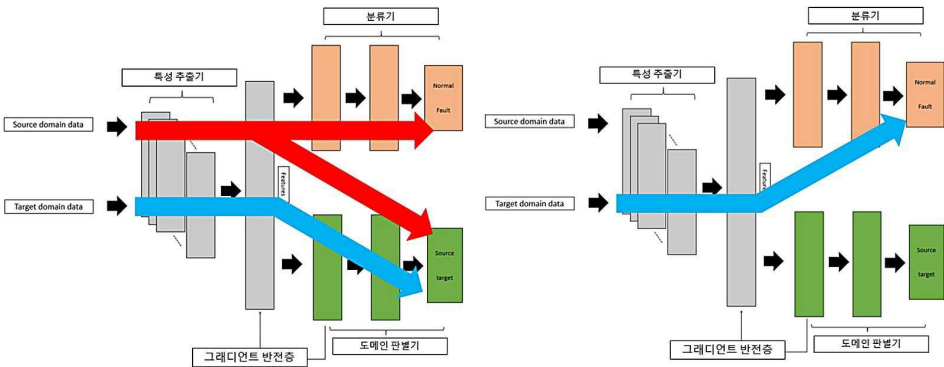 분류기
특성 주출기
Normal
Fault
Source domain data
Target domain data
Features
Source
target
그래디언트 반전층
도메인 판별기
분류기
특성 주출기
Normal
Fault
Source domain data
Target domain data
Features
Source
target
그래디언트 반전층
도메인 판별기